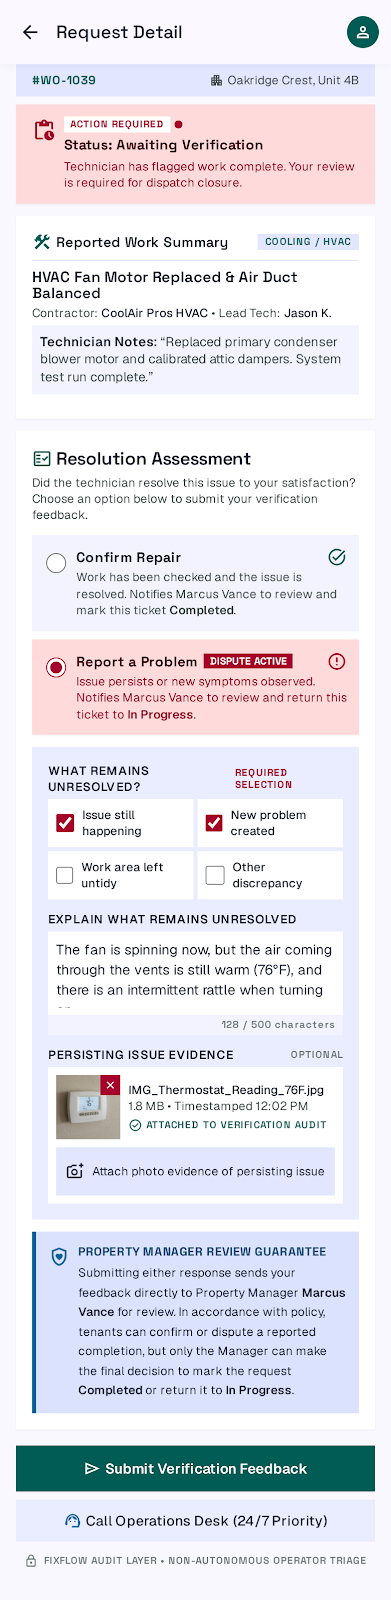 Request Detail
#WO-1039
Oakridge Crest, Unit 4B
ACTION REQUIRED
Status: Awaiting Verification
Technician has flagged work complete. Your review
is required for dispatch closure.
Reported Work Summary
COOLING / HVAC
HVAC Fan Motor Replaced & Air Duct
Balanced
Contractor: CoolAir Pros HVAC • Lead Tech: Jason K.
Technician Notes: “Replaced primary condenser
blower motor and calibrated attic dampers. System
test run complete.”
Resolution Assessment
Did the technician resolve this issue to your satisfaction?
Choose an option below to submit your verification
feedback.
Confirm Repair
Work has been checked and the issue is
resolved. Notifies Marcus Vance to review and
mark this ticket Completed.
Report a Problem
DISPUTE ACTIVE
Issue persists or new symptoms observed.
Notifies Marcus Vance to review and return this
ticket to In Progress.
WHAT REMAINS
UNRESOLVED?
REQUIRED
SELECTION
Issue still
happening
New problem
created
Work area left
untidy
Other
discrepancy
EXPLAIN WHAT REMAINS UNRESOLVED
The fan is spinning now, but the air coming
through the vents is still warm (76°F), and
there is an intermittent rattle when turning
128 / 500 characters
PERSISTING ISSUE EVIDENCE
OPTIONAL
IMG_Thermostat_Reading_76F.jpg
1.8 MB • Timestamped 12:02 PM
ATTACHED TO VERIFICATION AUDIT
Attach photo evidence of persisting issue
PROPERTY MANAGER REVIEW GUARANTEE
Submitting either response sends your
feedback directly to Property Manager Marcus
Vance for review. In accordance with policy,
tenants can confirm or dispute a reported
completion, but only the Manager can make
the final decision to mark the request
Completed or return it to In Progress.
Submit Verification Feedback
Call Operations Desk (24/7 Priority)
FIXFLOW AUDIT LAYER • NON-AUTONOMOUS OPERATOR TRIAGE